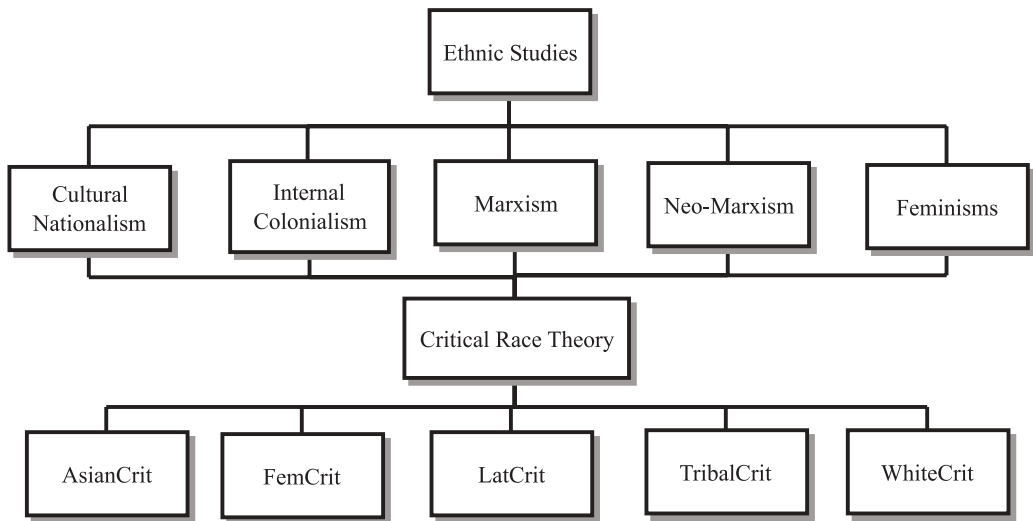 Ethnic Studies
Cultural
Nationalism
Internal
Colonialism
Marxism
Neo-Marxism
Feminisms
Critical Race Theory
AsianCrit
FemCrit
LatCrit
TribalCrit
WhiteCrit